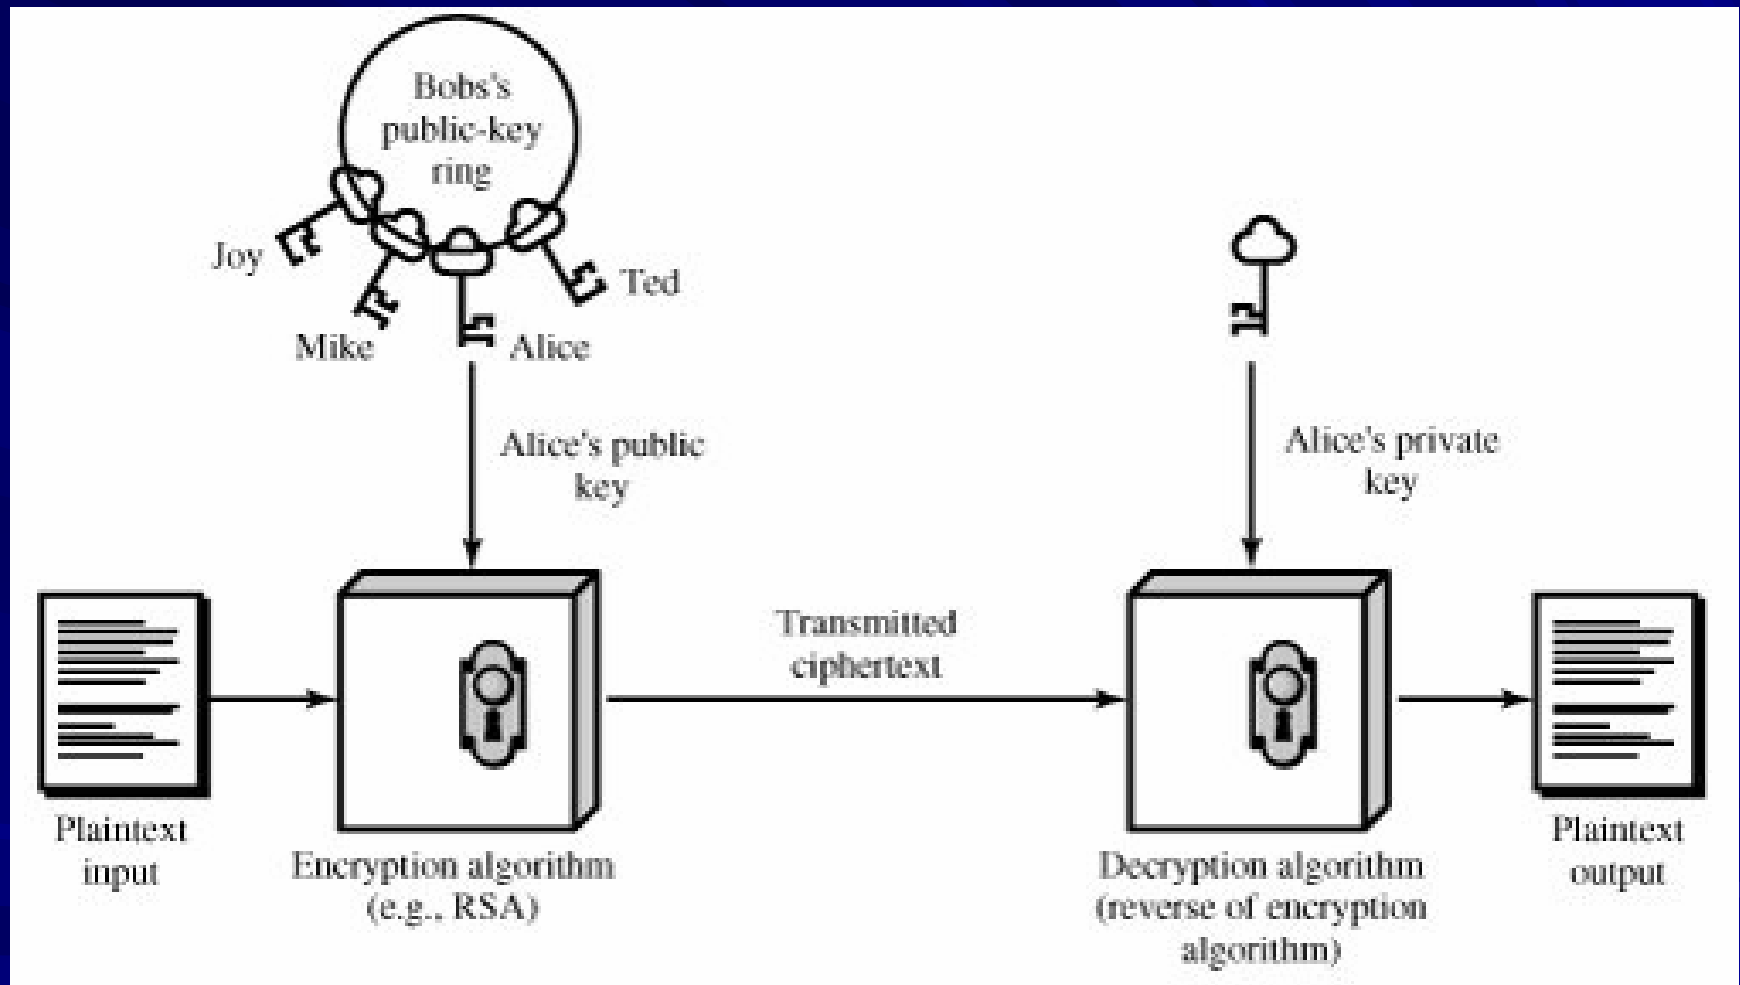 Bobs's
public-key
ring
Joy
Mike
Alice
Ted
Alice's public
key
Alice's private
key
Transmitted
ciphertext
Plaintext
input
Encryption algorithm
(e.g., RSA)
Decryption algorithm
(reverse of encryption
algorithm)
Plaintext
output